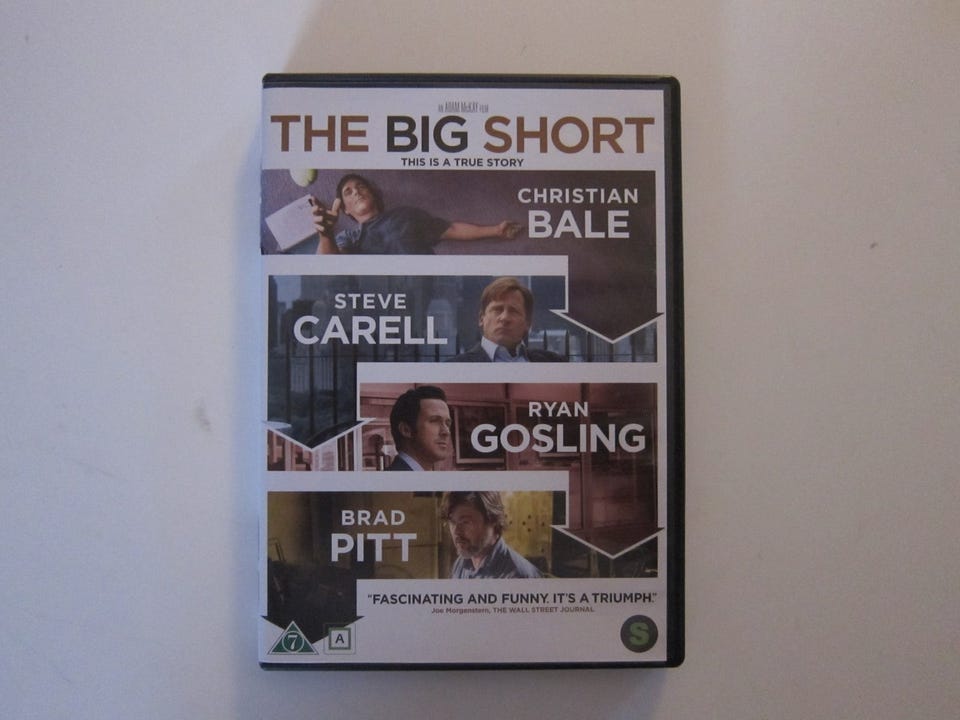 AN ADAM McKAY FILM
THE BIG SHORT
THIS IS A TRUE STORY
CHRISTIAN
BALE
STEVE
CARELL
RYAN
GOSLING
BRAD
PITT
"FASCINATING AND FUNNY. IT'S A TRIUMPH."
Joe Morgenstern, THE WALL STREET JOURNAL
7
A
S